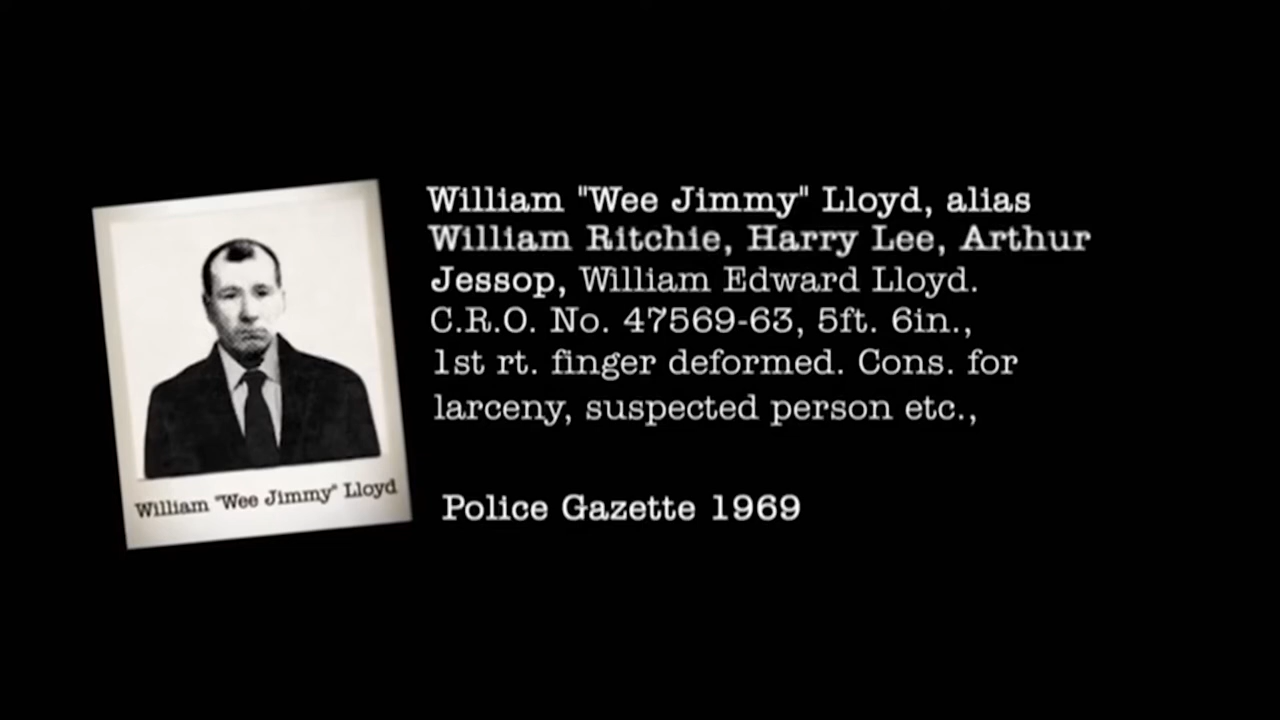 William "Wee Jimmy" Lloyd, alias
William Ritchie, Harry Lee, Arthur
Jessop, William Edward Lloyd.
C.R.O. No. 47569-63, 5ft. 6in.,
1st rt. finger deformed. Cons. for
larceny, suspected person etc.,
Police Gazette 1969
William "Wee Jimmy" Lloyd